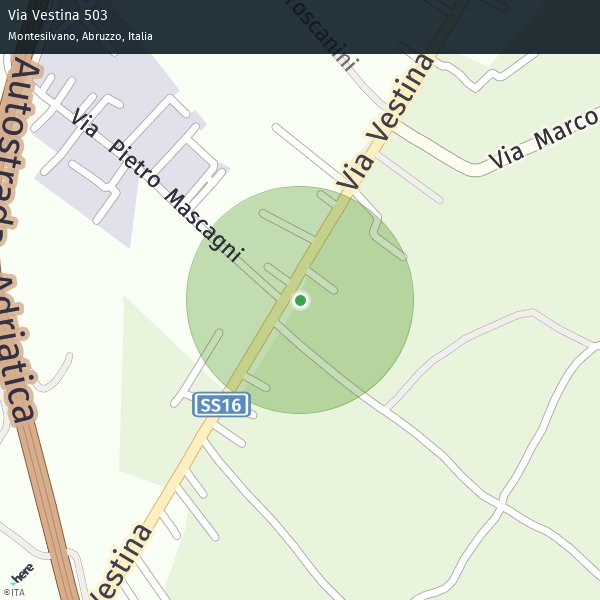 Via Vestina 503
Montesilvano, Abruzzo, Italia
Autostrada Adriatica
Via Pietro Mascagni
Toscanini
Via Vestina
Via Marco
SS16
Vestina
here
©ITA